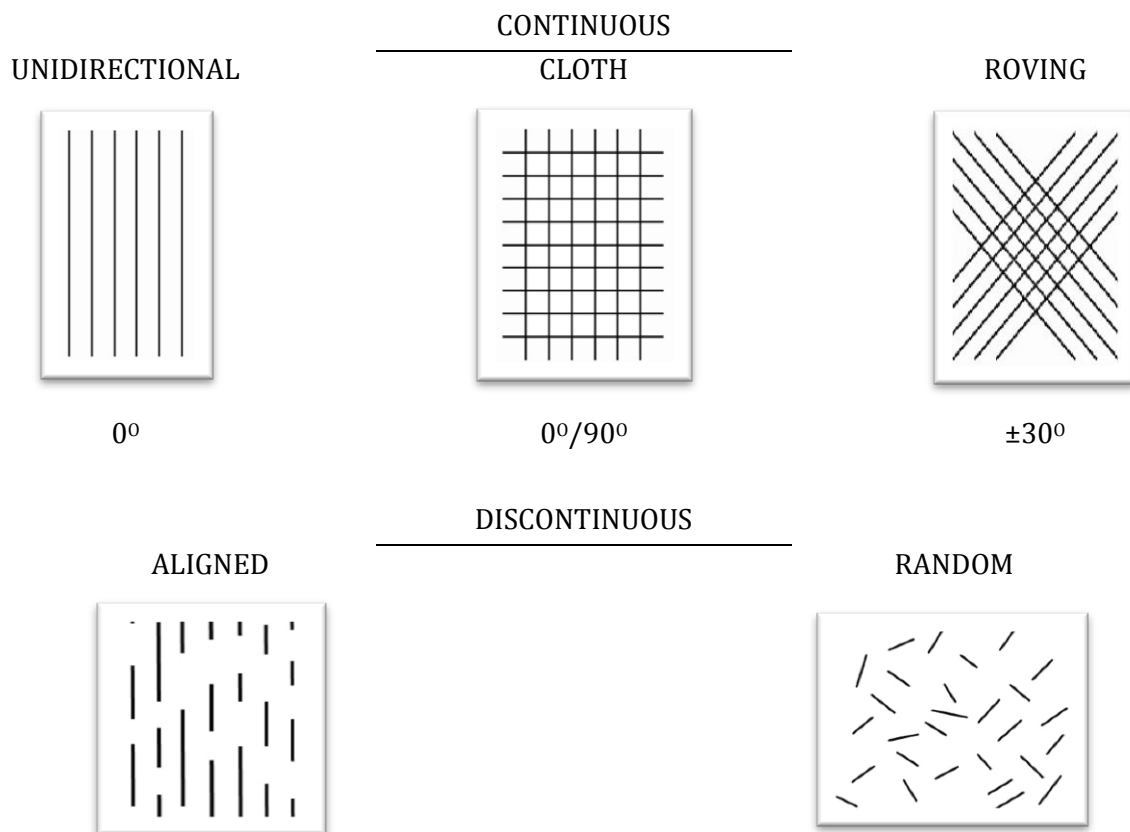 CONTINUOUS
UNIDIRECTIONAL CLOTH ROVING
0⁰ 0⁰/90⁰ ±30⁰
DISCONTINUOUS
ALIGNED RANDOM